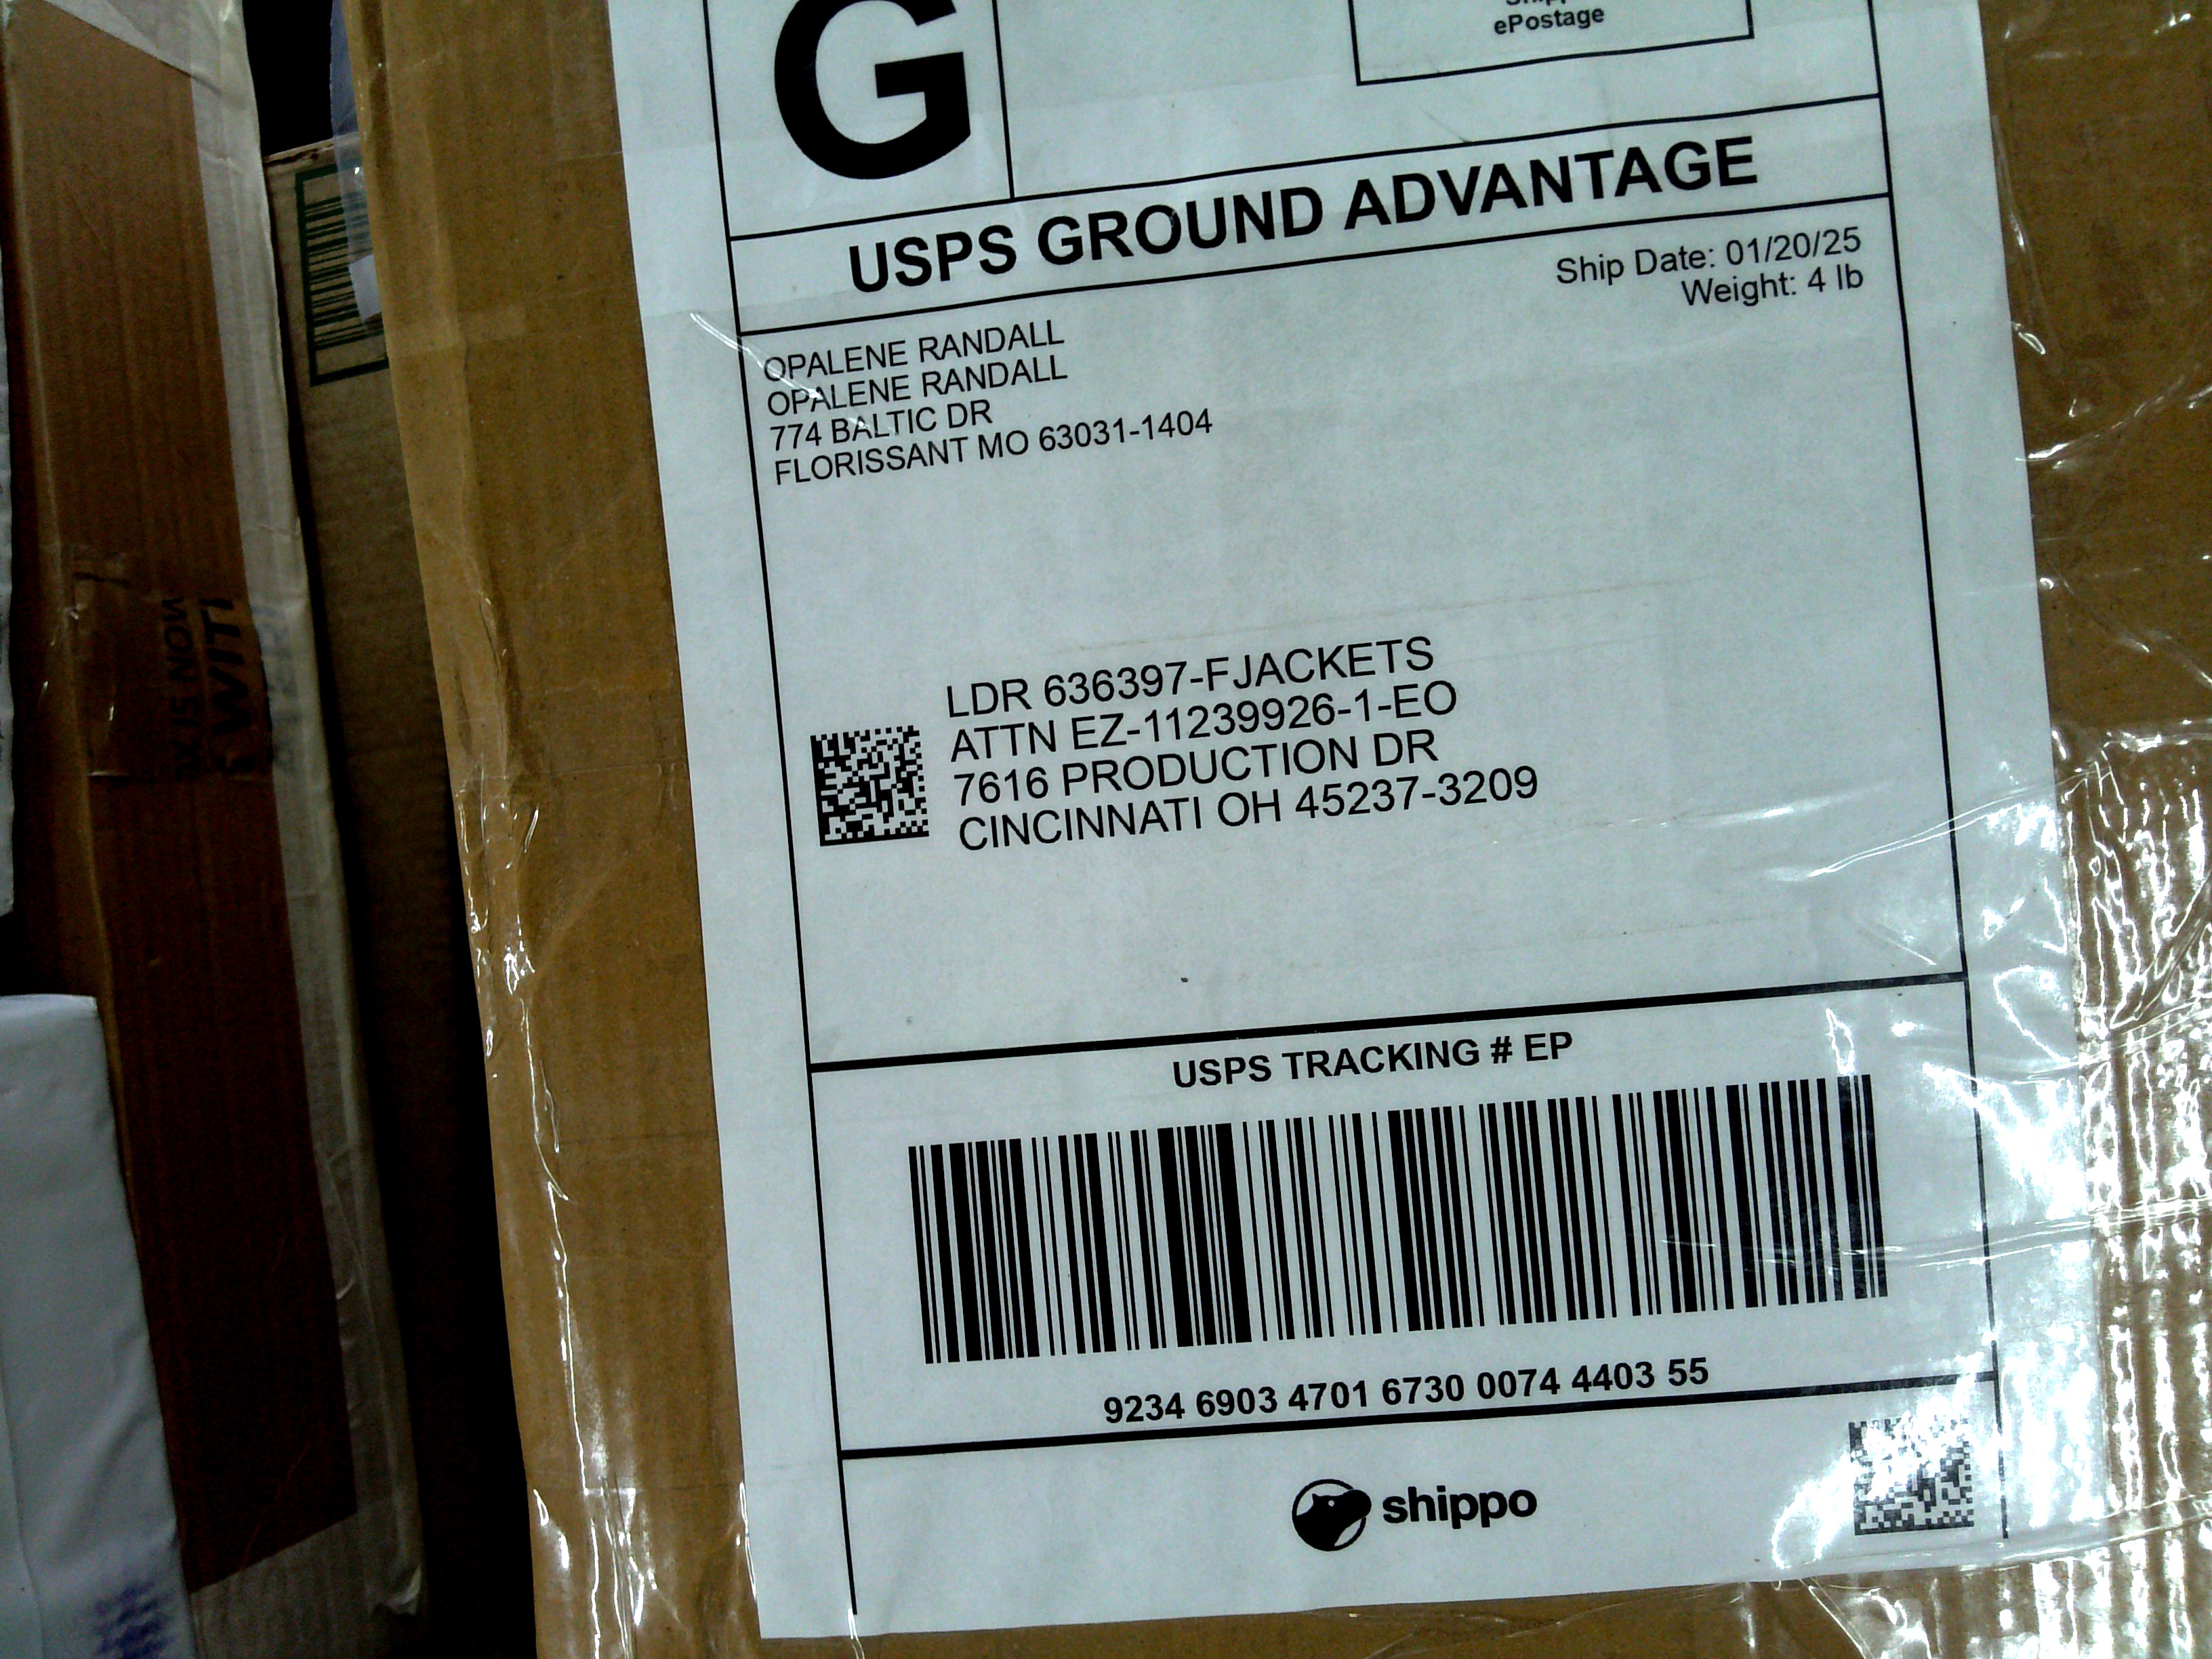 G
ePostage
USPS GROUND ADVANTAGE
Ship Date: 01/20/25
Weight: 4 lb
OPALENE RANDALL
OPALENE RANDALL
774 BALTIC DR
FLORISSANT MO 63031-1404
LDR 636397-FJACKETS
ATTN EZ-11239926-1-EO
7616 PRODUCTION DR
CINCINNATI OH 45237-3209
USPS TRACKING # EP
9234 6903 4701 6730 0074 4403 55
shippo
IS NOW